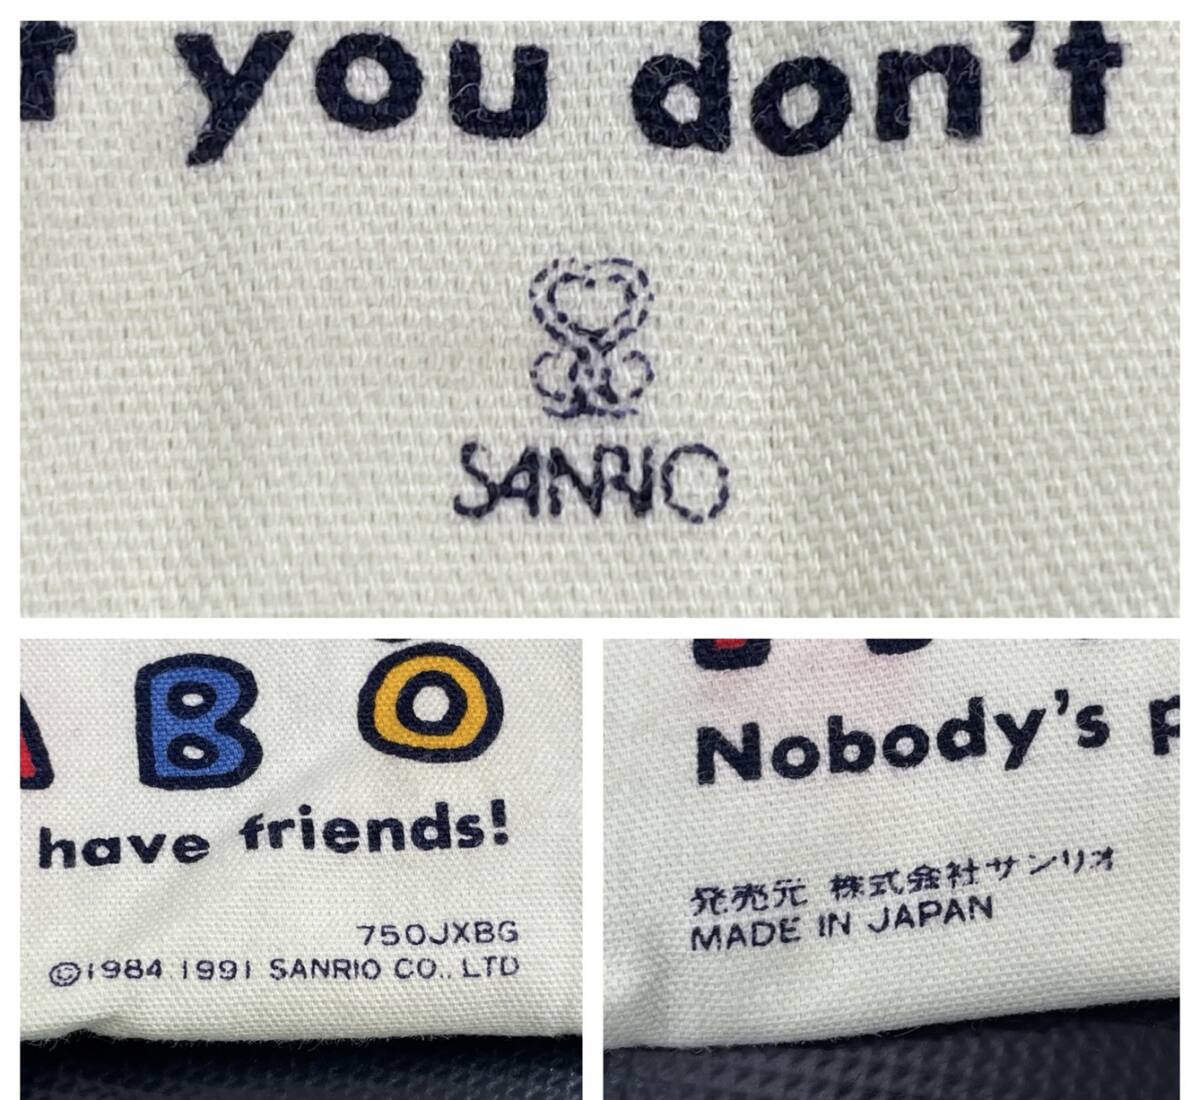 you don't
SANRIO
BO
have friends!
750JXBG
©1984 1991 SANRIO CO., LTD
Nobody's
発売元 株式会社サンリオ
MADE IN JAPAN